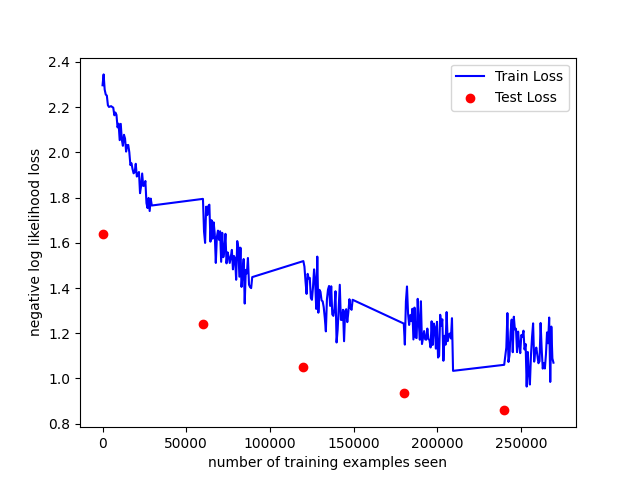 2.4
2.2
2.0
1.8
1.6
1.4
1.2
1.0
0.8
negative log likelihood loss
Train Loss
Test Loss
0 50000 100000 150000 200000 250000
number of training examples seen